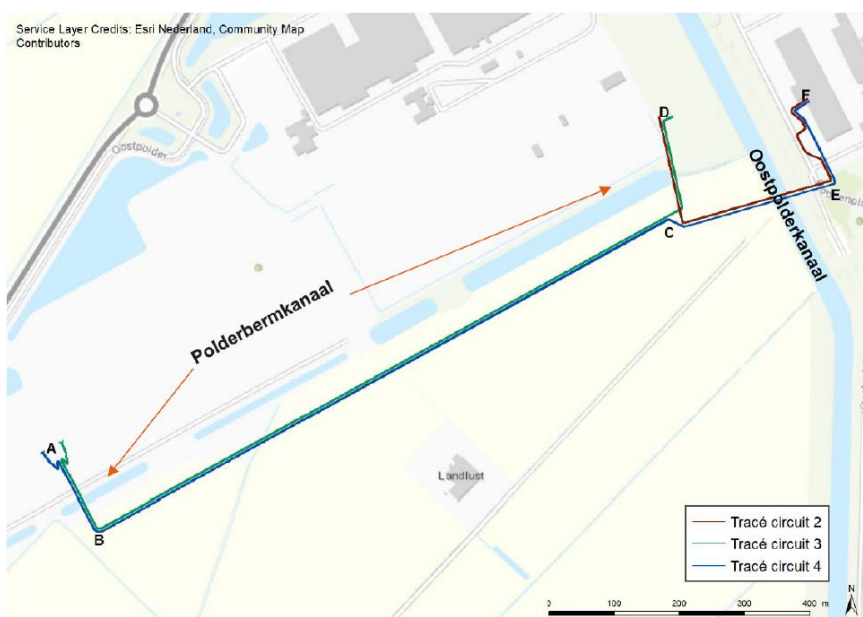 Service Layer Credits: Esri Nederland, Community Map
Contributors
Oostpolder
D
F
E
C
Oostpolderkanaal
Polderbermkanaal
A
B
Landlust
Tracé circuit 2
Tracé circuit 3
Tracé circuit 4
0 100 200 300 400 m
N